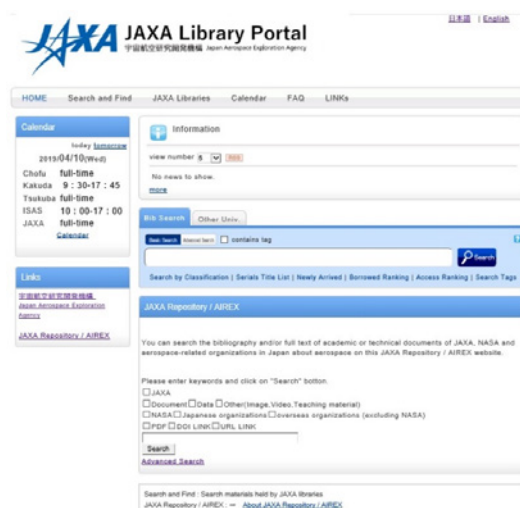 日本語 | English
JAXA JAXA Library Portal
宇宙航空研究開発機構 Japan Aerospace Exploration Agency
HOME Search and Find JAXA Libraries Calendar FAQ LINKs
Calendar
today tomorrow
2019/04/10(Wed)
Chofu full-time
Kakuda 9 : 30-17 : 45
Tsukuba full-time
ISAS 10 : 00-17 : 00
JAXA full-time
Calendar
Links
宇宙航空研究開発機構
Japan Aerospace Exploration
Agency
JAXA Repository / AIREX
Information
view number 5 RSS
No news to show.
more
Bib Search Other Univ.
Basic Search Advanced Search contains tag
Search
Search by Classification | Serials Title List | Newly Arrived | Borrowed Ranking | Access Ranking | Search Tags
JAXA Repository / AIREX
You can search the bibliography and/or full text of academic or technical documents of JAXA, NASA and
aerospace-related organizations in Japan about aerospace on this JAXA Repository / AIREX website.
Please enter keywords and click on "Search" botton.
JAXA
Document Data Other(Image,Video,Teaching material)
NASA Japanese organizations overseas organizations (excluding NASA)
PDF DOI LINK URL LINK
Search
Advanced Search
Search and Find : Search materials held by JAXA libraries
JAXA Repository / AIREX : ー About JAXA Repository / AIREX